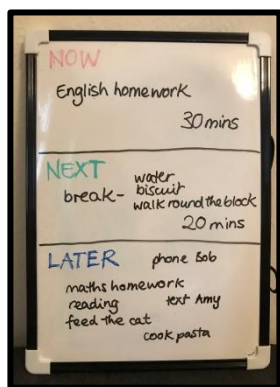 NOW
English homework
30 mins
NEXT
water
break- biscuit
walk round the block
20 mins
LATER phone Bob
maths homework
reading text Amy
feed the cat
cook pasta